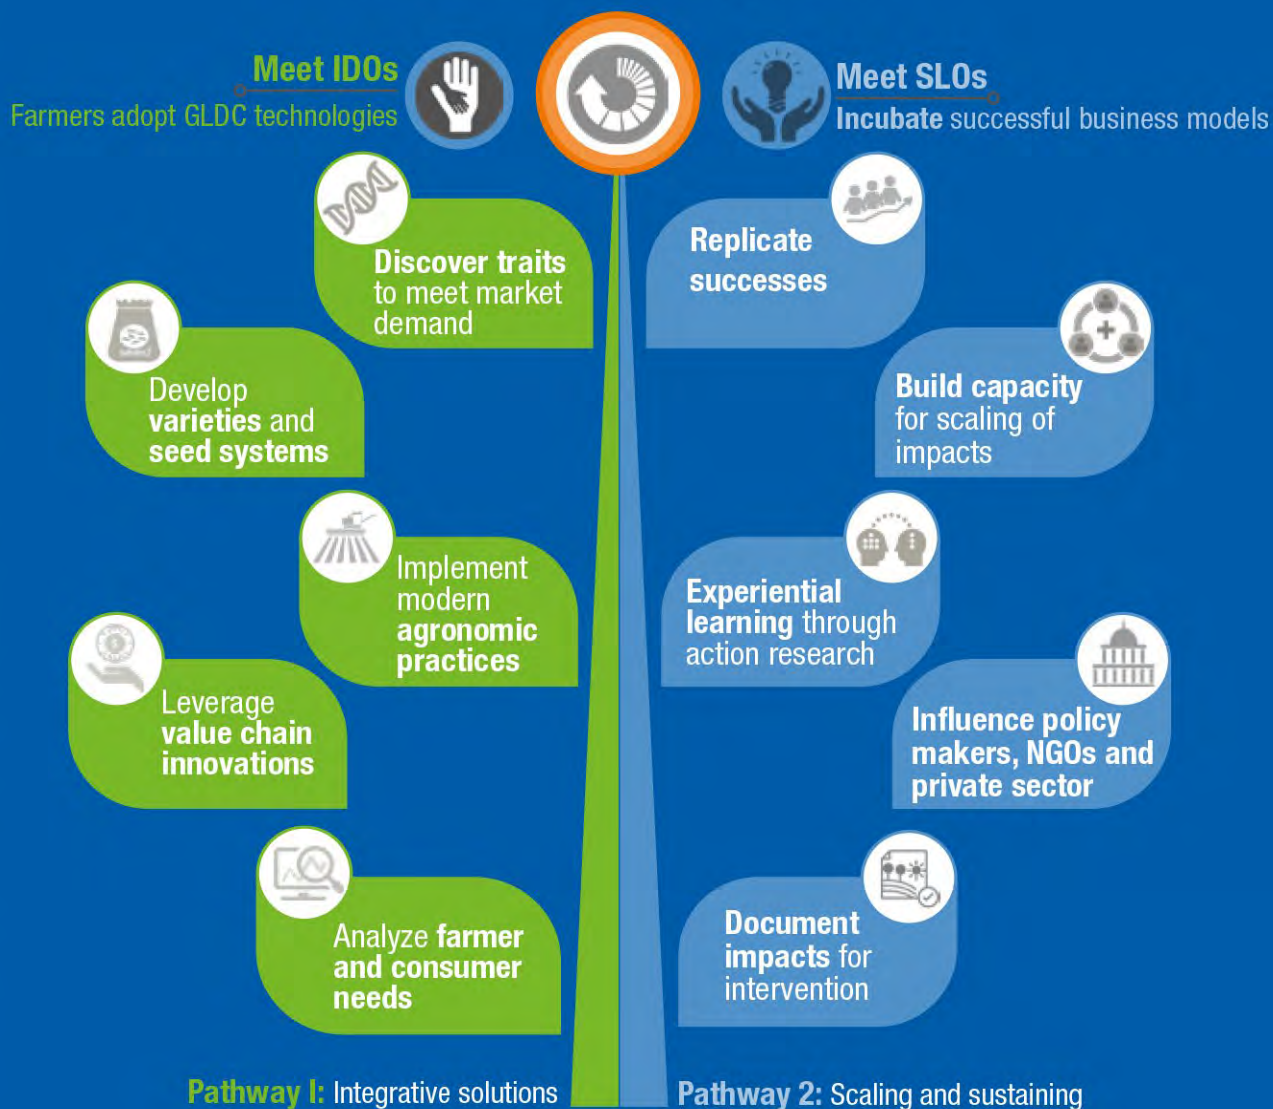 Meet IDOs
Farmers adopt GLDC technologies
Meet SLOs
Incubate successful business models
Discover traits
to meet market
demand
Develop
varieties and
seed systems
Implement
modern
agronomic
practices
Leverage
value chain
innovations
Analyze farmer
and consumer
needs
Replicate
successes
Build capacity
for scaling of
impacts
Experiential
learning through
action research
Influence policy
makers, NGOs and
private sector
Document
impacts for
intervention
Pathway I: Integrative solutions
Pathway 2: Scaling and sustaining